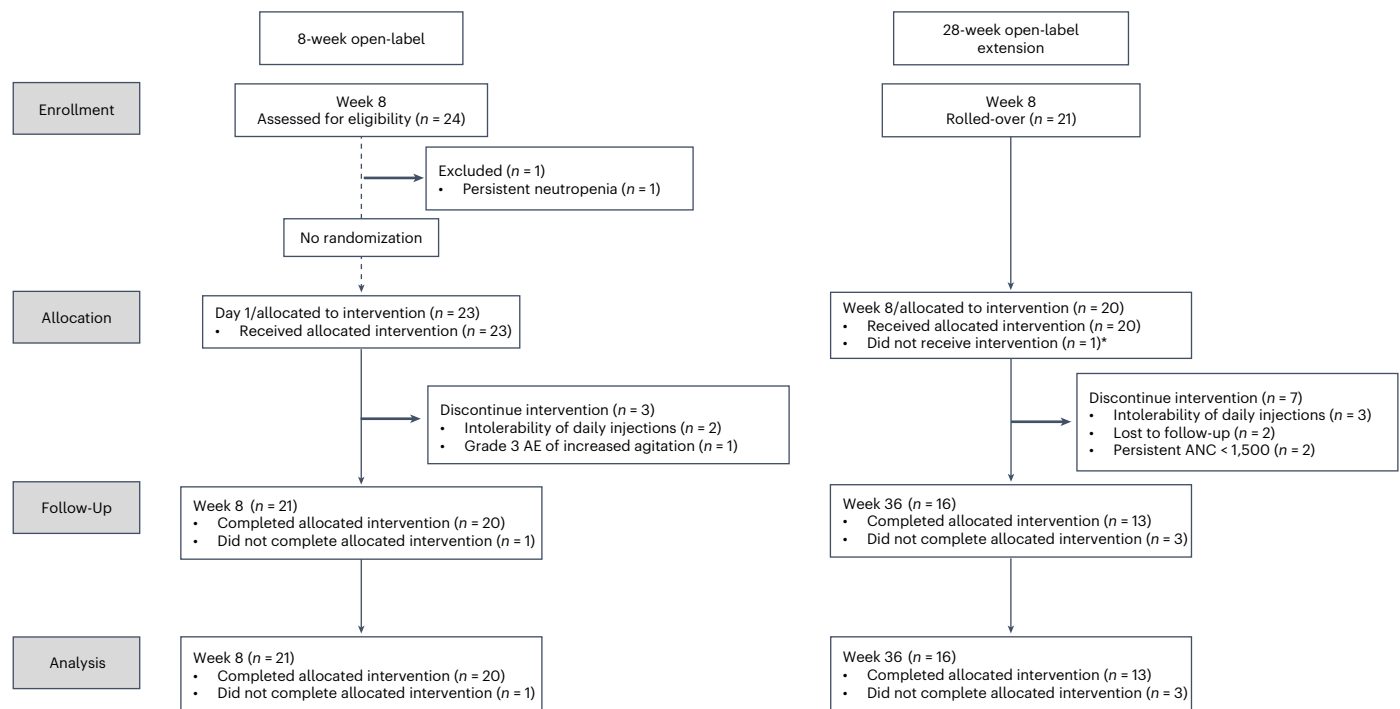 8-week open-label
28-week open-label
extension
Enrollment
Week 8
Assessed for eligibility (n = 24)
Week 8
Rolled-over (n = 21)
Excluded (n = 1)
• Persistent neutropenia (n = 1)
No randomization
Allocation
Day 1/allocated to intervention (n = 23)
• Received allocated intervention (n = 23)
Week 8/allocated to intervention (n = 20)
• Received allocated intervention (n = 20)
• Did not receive intervention (n = 1)*
Discontinue intervention (n = 3)
• Intolerability of daily injections (n = 2)
• Grade 3 AE of increased agitation (n = 1)
Discontinue intervention (n = 7)
• Intolerability of daily injections (n = 3)
• Lost to follow-up (n = 2)
• Persistent ANC < 1,500 (n = 2)
Follow-Up
Week 8 (n = 21)
• Completed allocated intervention (n = 20)
• Did not complete allocated intervention (n = 1)
Week 36 (n = 16)
• Completed allocated intervention (n = 13)
• Did not complete allocated intervention (n = 3)
Analysis
Week 8 (n = 21)
• Completed allocated intervention (n = 20)
• Did not complete allocated intervention (n = 1)
Week 36 (n = 16)
• Completed allocated intervention (n = 13)
• Did not complete allocated intervention (n = 3)